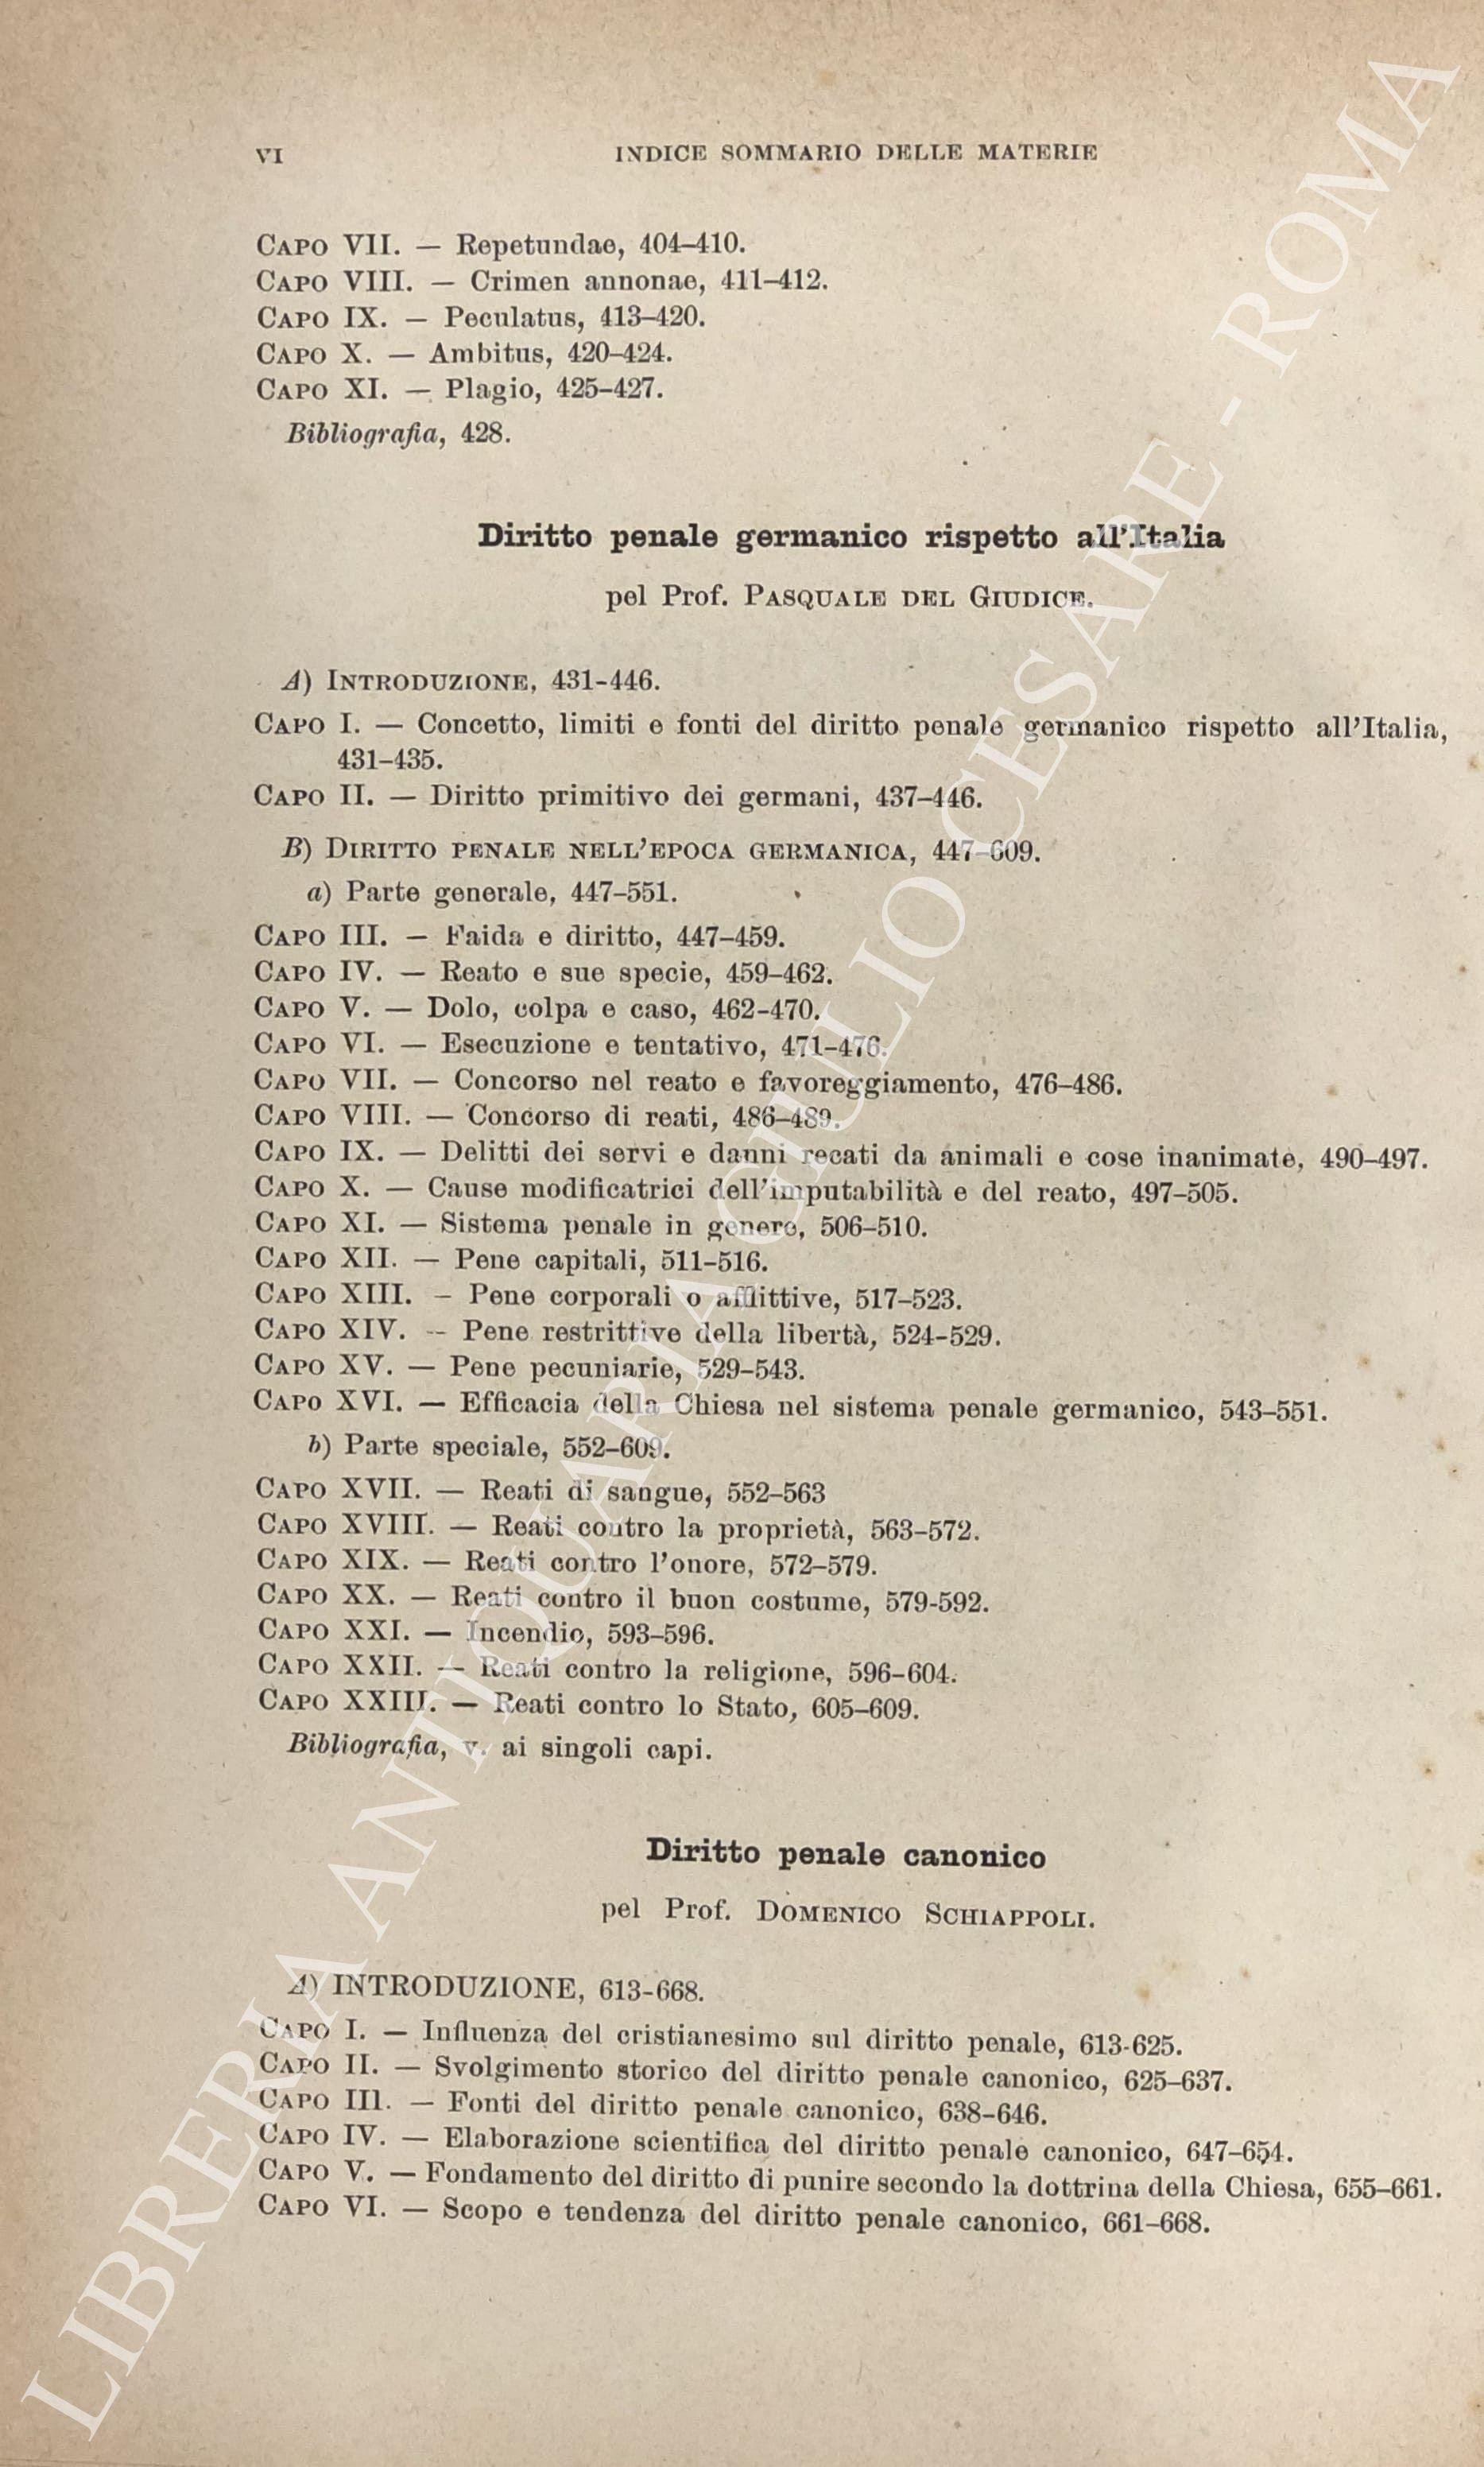 VI INDICE SOMMARIO DELLE MATERIE
CAPO VII. — Repetundae, 404–410.
CAPO VIII. — Crimen annonae, 411–412.
CAPO IX. — Peculatus, 413–420.
CAPO X. — Ambitus, 420–424.
CAPO XI. — Plagio, 425–427.
Bibliografia, 428.
Diritto penale germanico rispetto all'Italia
pel Prof. PASQUALE DEL GIUDICE.
A) INTRODUZIONE, 431-446.
CAPO I. — Concetto, limiti e fonti del diritto penale germanico rispetto all'Italia,
431–435.
CAPO II. — Diritto primitivo dei germani, 437–446.
B) DIRITTO PENALE NELL'EPOCA GERMANICA, 447–609.
a) Parte generale, 447–551.
CAPO III. — Faida e diritto, 447–459.
CAPO IV. — Reato e sue specie, 459–462.
CAPO V. — Dolo, colpa e caso, 462-470.
CAPO VI. — Esecuzione e tentativo, 471–476.
CAPO VII. — Concorso nel reato e favoreggiamento, 476–486.
CAPO VIII. — Concorso di reati, 486–489.
CAPO IX. — Delitti dei servi e danni recati da animali e cose inanimate, 490–497.
CAPO X. — Cause modificatrici dell'imputabilità e del reato, 497–505.
CAPO XI. — Sistema penale in genere, 506–510.
CAPO XII. — Pene capitali, 511–516.
CAPO XIII. – Pene corporali o afflittive, 517–523.
CAPO XIV. -- Pene restrittive della libertà, 524–529.
CAPO XV. — Pene pecuniarie, 529–543.
CAPO XVI. — Efficacia della Chiesa nel sistema penale germanico, 543–551.
b) Parte speciale, 552–609.
CAPO XVII. — Reati di sangue, 552–563
CAPO XVIII. — Reati contro la proprietà, 563–572.
CAPO XIX. — Reati contro l'onore, 572–579.
CAPO XX. — Reati contro il buon costume, 579-592.
CAPO XXI. — Incendio, 593–596.
CAPO XXII. — Reati contro la religione, 596–604.
CAPO XXIII. — Reati contro lo Stato, 605–609.
Bibliografia, v. ai singoli capi.
Diritto penale canonico
pel Prof. DOMENICO SCHIAPPOLI.
A) INTRODUZIONE, 613-668.
CAPO I. — Influenza del cristianesimo sul diritto penale, 613-625.
CAPO II. — Svolgimento storico del diritto penale canonico, 625–637.
CAPO III. — Fonti del diritto penale canonico, 638–646.
CAPO IV. — Elaborazione scientifica del diritto penale canonico, 647–654.
CAPO V. — Fondamento del diritto di punire secondo la dottrina della Chiesa, 655–661.
CAPO VI. — Scopo e tendenza del diritto penale canonico, 661–668.
LIBRERIA ANTIQUARIA GIULIO CESARE - ROMA